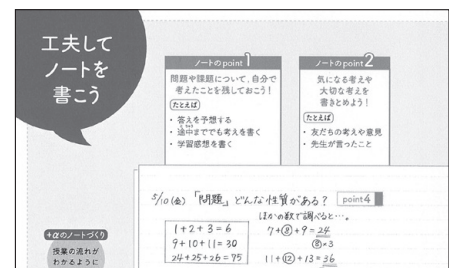 工夫して
ノートを
書こう
ノートのpoint 1
問題や課題について、自分で
考えたことを残しておこう!
たとえば
・ 答えを予想する
・ 途中まででも考えを書く
・ 学習感想を書く
ノートのpoint 2
気になる考えや
大切な考えを
書きとめよう!
たとえば
・ 友だちの考えや意見
・ 先生が言ったこと
5/10(金) 「問題」どんな性質がある? point4
1+2+3=6
9+10+11=30
24+25+26=75
ほかの数で調べると…。
7+⑧+9=24
⑧×3
11+⑫+13=36
+αのノートづくり
授業の流れが
わかるように